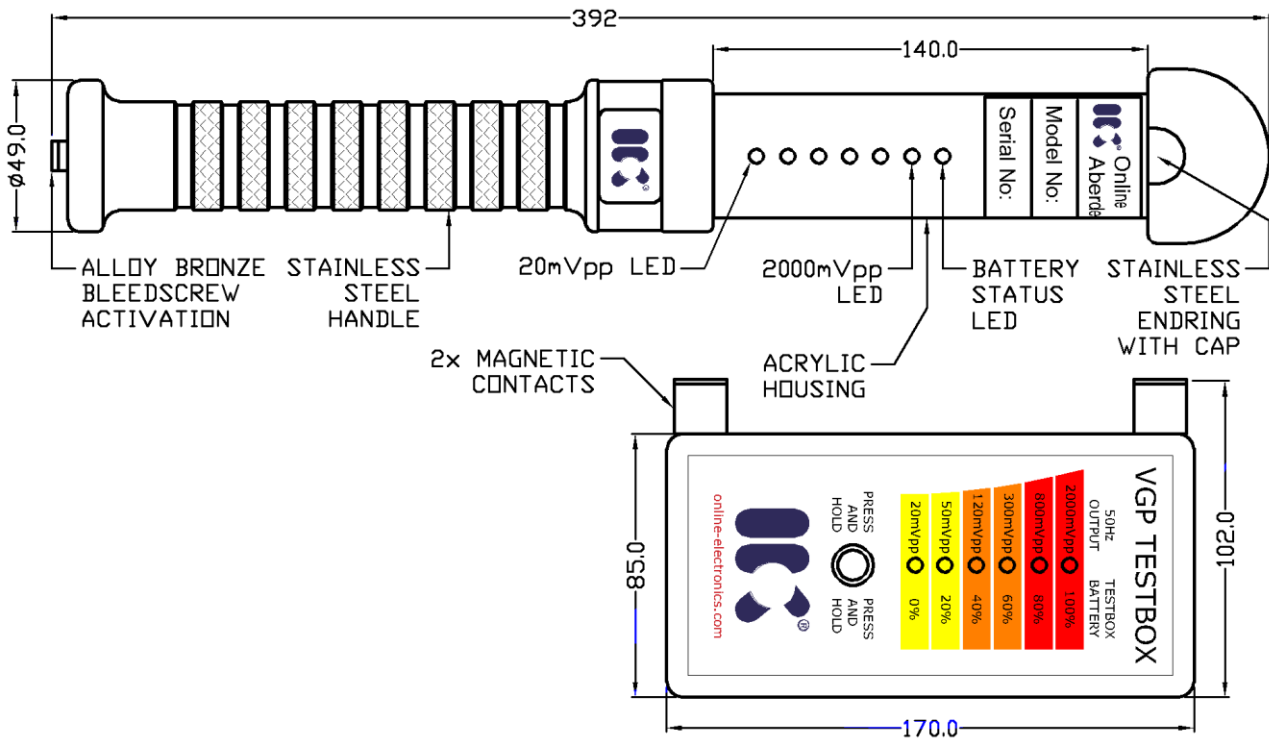 392
140.0
ø49.0
Serial No:
Model No:
Online
Aberde
ALLOY BRONZE
BLEEDSCREW
ACTIVATION
STAINLESS
STEEL
HANDLE
20mVpp LED
2000mVpp
LED
BATTERY
STATUS
LED
STAINLESS
STEEL
ENDRING
WITH CAP
2x MAGNETIC
CONTACTS
ACRYLIC
HOUSING
VGP TESTBOX
50Hz
OUTPUT
TESTBOX
BATTERY
2000mVpp 100%
800mVpp 80%
300mVpp 60%
120mVpp 40%
50mVpp 20%
20mVpp 0%
PRESS
AND
HOLD
PRESS
AND
HOLD
online-electronics.com
85.0
102.0
170.0